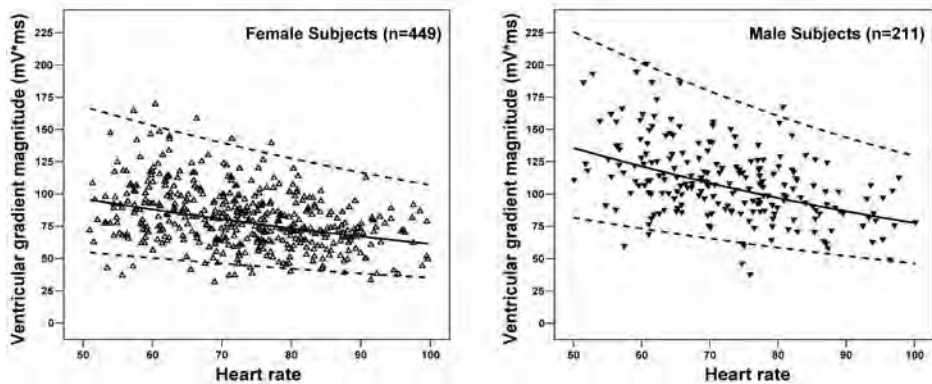 Female Subjects (n=449)
Ventricular gradient magnitude (mV*ms)
225
200
175
150
125
100
75
50
25
0
50 60 70 80 90 100
Heart rate
Male Subjects (n=211)
Ventricular gradient magnitude (mV*ms)
225
200
175
150
125
100
75
50
25
0
50 60 70 80 90 100
Heart rate